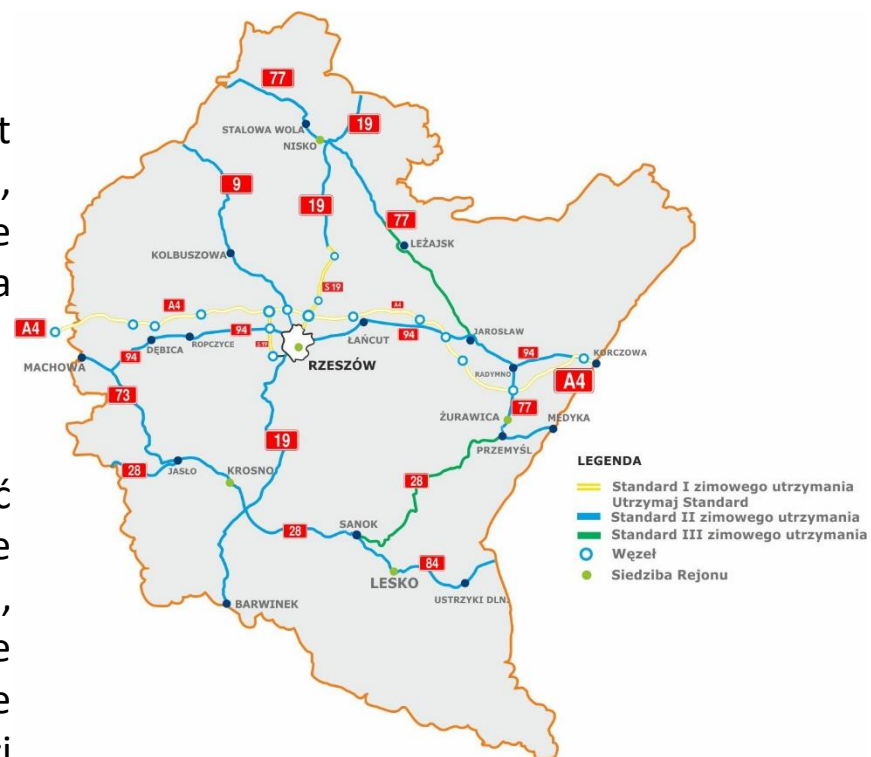 77
STALOWA WOLA
NISKO
19
t
,
9
19
e
77
LEŻAJSK
KOLBUSZOWA
a
S 19
A4
A4
A4
94
94
JAROSŁAW
ŁAŃCUT
DĘBICA
ROPCZYCE
S 19
94
94
KORCZOWA
MACHOWA
RZESZÓW
RADYMNO
A4
73
77
ŻURAWICA
MEDYKA
19
PRZEMYŚL
28
JASŁO
KROSNO
28
ć
28
SANOK
e
LESKO
84
USTRZYKI DLN.
,
BARWINEK
e
e
i
LEGENDA
Standard I zimowego utrzymania
Utrzymaj Standard
Standard II zimowego utrzymania
Standard III zimowego utrzymania
Węzeł
Siedziba Rejonu